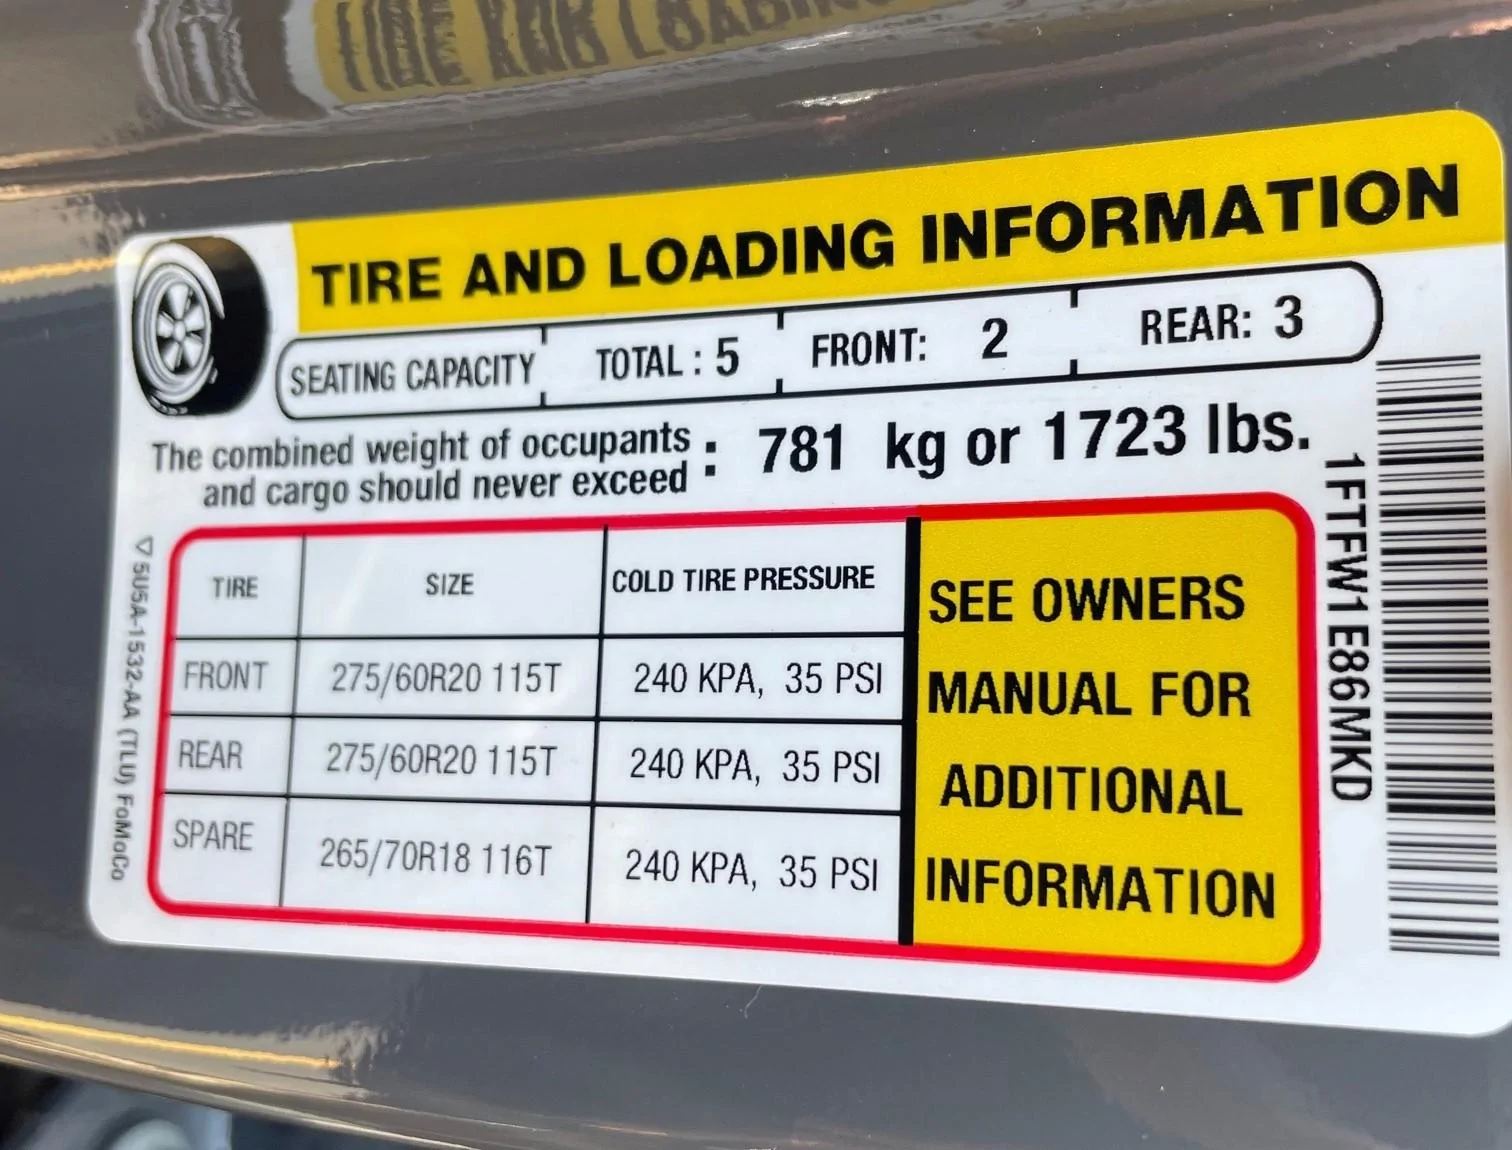 TIRE AND LOADING INFORMATION
SEATING CAPACITY TOTAL : 5 FRONT: 2 REAR: 3
The combined weight of occupants
and cargo should never exceed : 781 kg or 1723 lbs.
TIRE SIZE COLD TIRE PRESSURE
FRONT 275/60R20 115T 240 KPA, 35 PSI
REAR 275/60R20 115T 240 KPA, 35 PSI
SPARE 265/70R18 116T 240 KPA, 35 PSI
SEE OWNERS
MANUAL FOR
ADDITIONAL
INFORMATION
1FTFW1E86MKD
5U5A-1532-AA (TLU) FoMoCo
TIRE AND LOADING